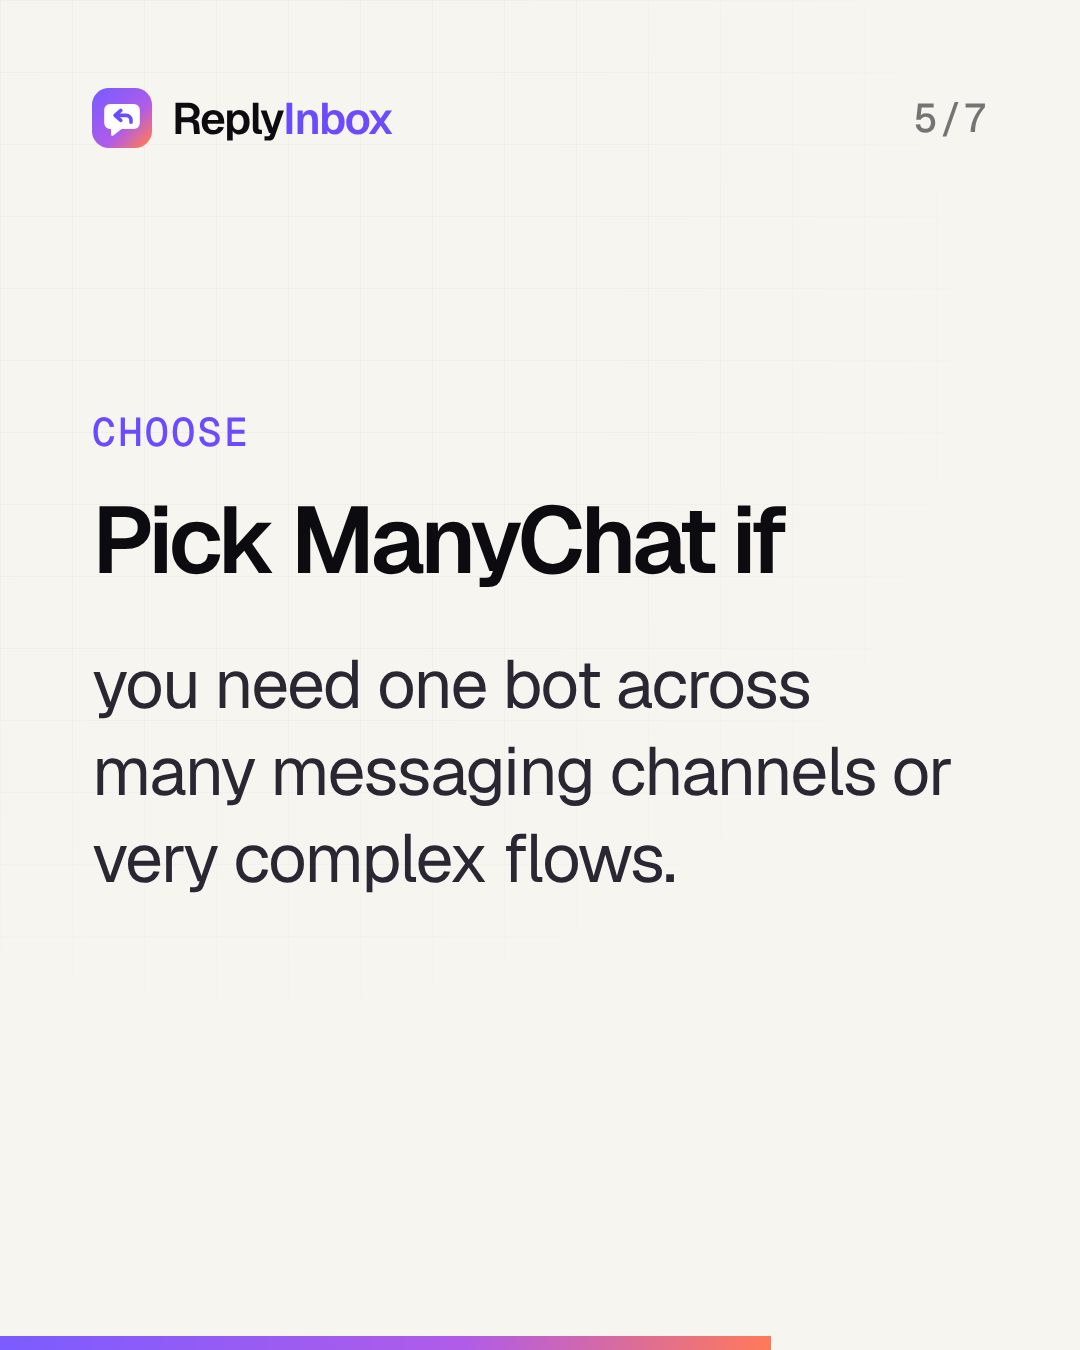 ReplyInbox
5/7
CHOOSE
Pick ManyChat if
you need one bot across
many messaging channels or
very complex flows.